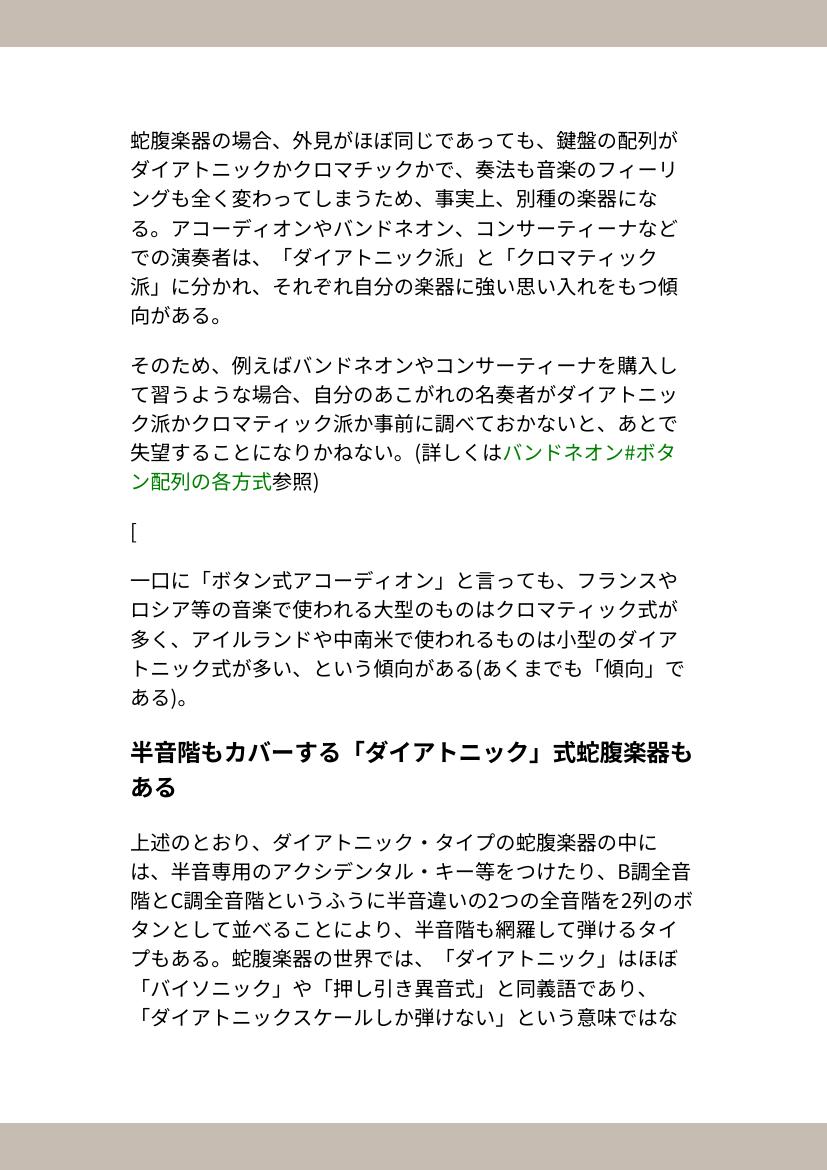 蛇腹楽器の場合、外見がほぼ同じであっても、鍵盤の配列が
ダイアトニックかクロマチックかで、奏法も音楽のフィーリ
ングも全く変わってしまうため、事実上、別種の楽器にな
る。アコーディオンやバンドネオン、コンサーティーナなど
での演奏者は、「ダイアトニック派」と「クロマティック
派」に分かれ、それぞれ自分の楽器に強い思い入れをもつ傾
向がある。
そのため、例えばバンドネオンやコンサーティーナを購入し
て習うような場合、自分のあこがれの名奏者がダイアトニッ
ク派かクロマティック派か事前に調べておかないと、あとで
失望することになりかねない。(詳しくはバンドネオン#ボタ
ン配列の各方式参照)
[
一口に「ボタン式アコーディオン」と言っても、フランスや
ロシア等の音楽で使われる大型のものはクロマティック式が
多く、アイルランドや中南米で使われるものは小型のダイア
トニック式が多い、という傾向がある(あくまでも「傾向」で
ある)。
半音階もカバーする「ダイアトニック」式蛇腹楽器も
ある
上述のとおり、ダイアトニック・タイプの蛇腹楽器の中に
は、半音専用のアクシデンタル・キー等をつけたり、B調全音
階とC調全音階というふうに半音違いの2つの全音階を2列のボ
タンとして並べることにより、半音階も網羅して弾けるタイ
プもある。蛇腹楽器の世界では、「ダイアトニック」はほぼ
「バイソニック」や「押し引き異音式」と同義語であり、
「ダイアトニックスケールしか弾けない」という意味ではな